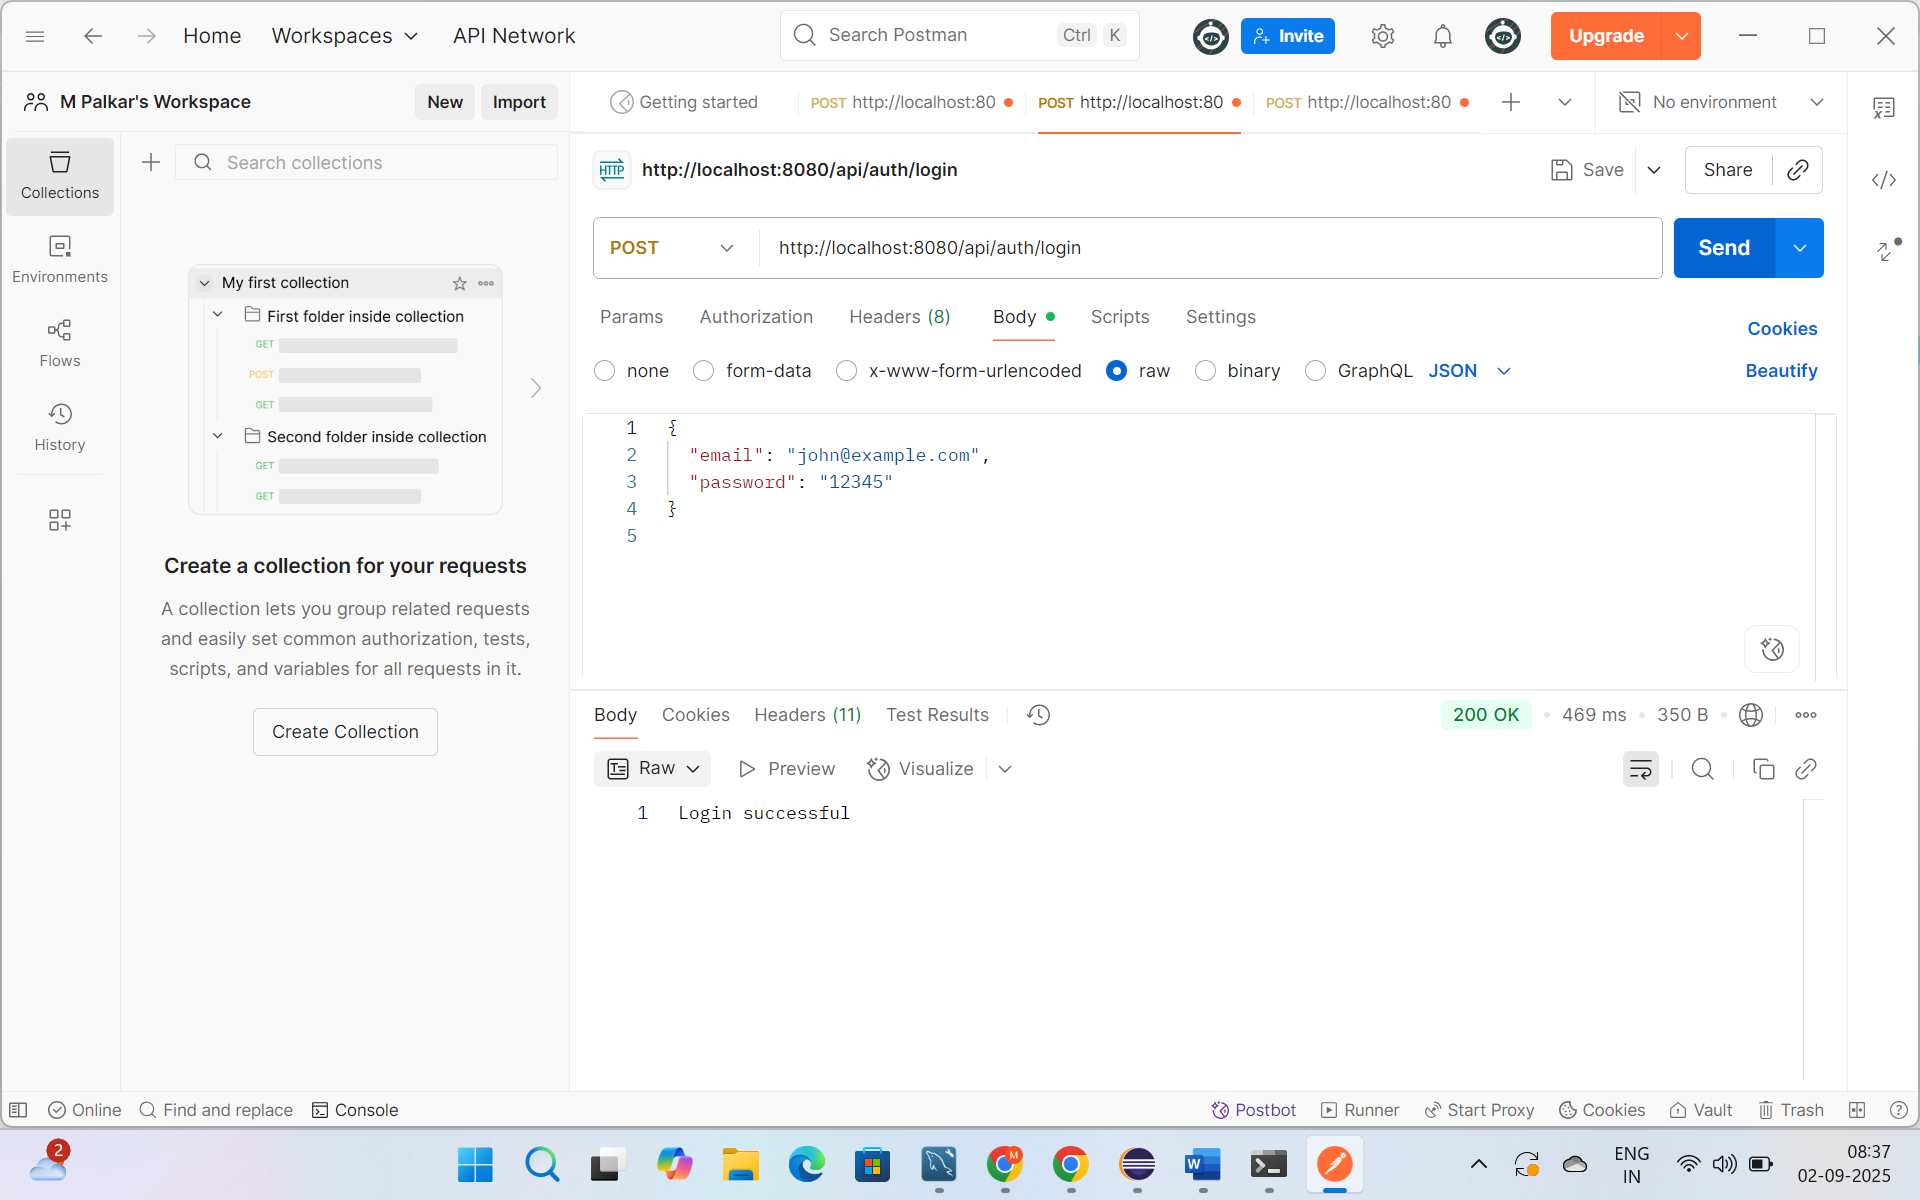 Home Workspaces API Network Search Postman Ctrl K Invite Upgrade
M Palkar's Workspace New Import
Getting started POST http://localhost:80 POST http://localhost:80 POST http://localhost:80 No environment
Collections
Environments
Flows
History
Search collections
My first collection
First folder inside collection
GET
POST
GET
Second folder inside collection
GET
GET
Create a collection for your requests
A collection lets you group related requests
and easily set common authorization, tests,
scripts, and variables for all requests in it.
Create Collection
HTTP http://localhost:8080/api/auth/login Save Share
POST http://localhost:8080/api/auth/login Send
Params Authorization Headers (8) Body Scripts Settings Cookies
none form-data x-www-form-urlencoded raw binary GraphQL JSON Beautify
1 {
2 "email": "john@example.com",
3 "password": "12345"
4 }
5
Body Cookies Headers (11) Test Results 200 OK 469 ms 350 B
Raw Preview Visualize
1 Login successful
Online Find and replace Console Postbot Runner Start Proxy Cookies Vault Trash
2
M
W
ENG
IN
08:37
02-09-2025